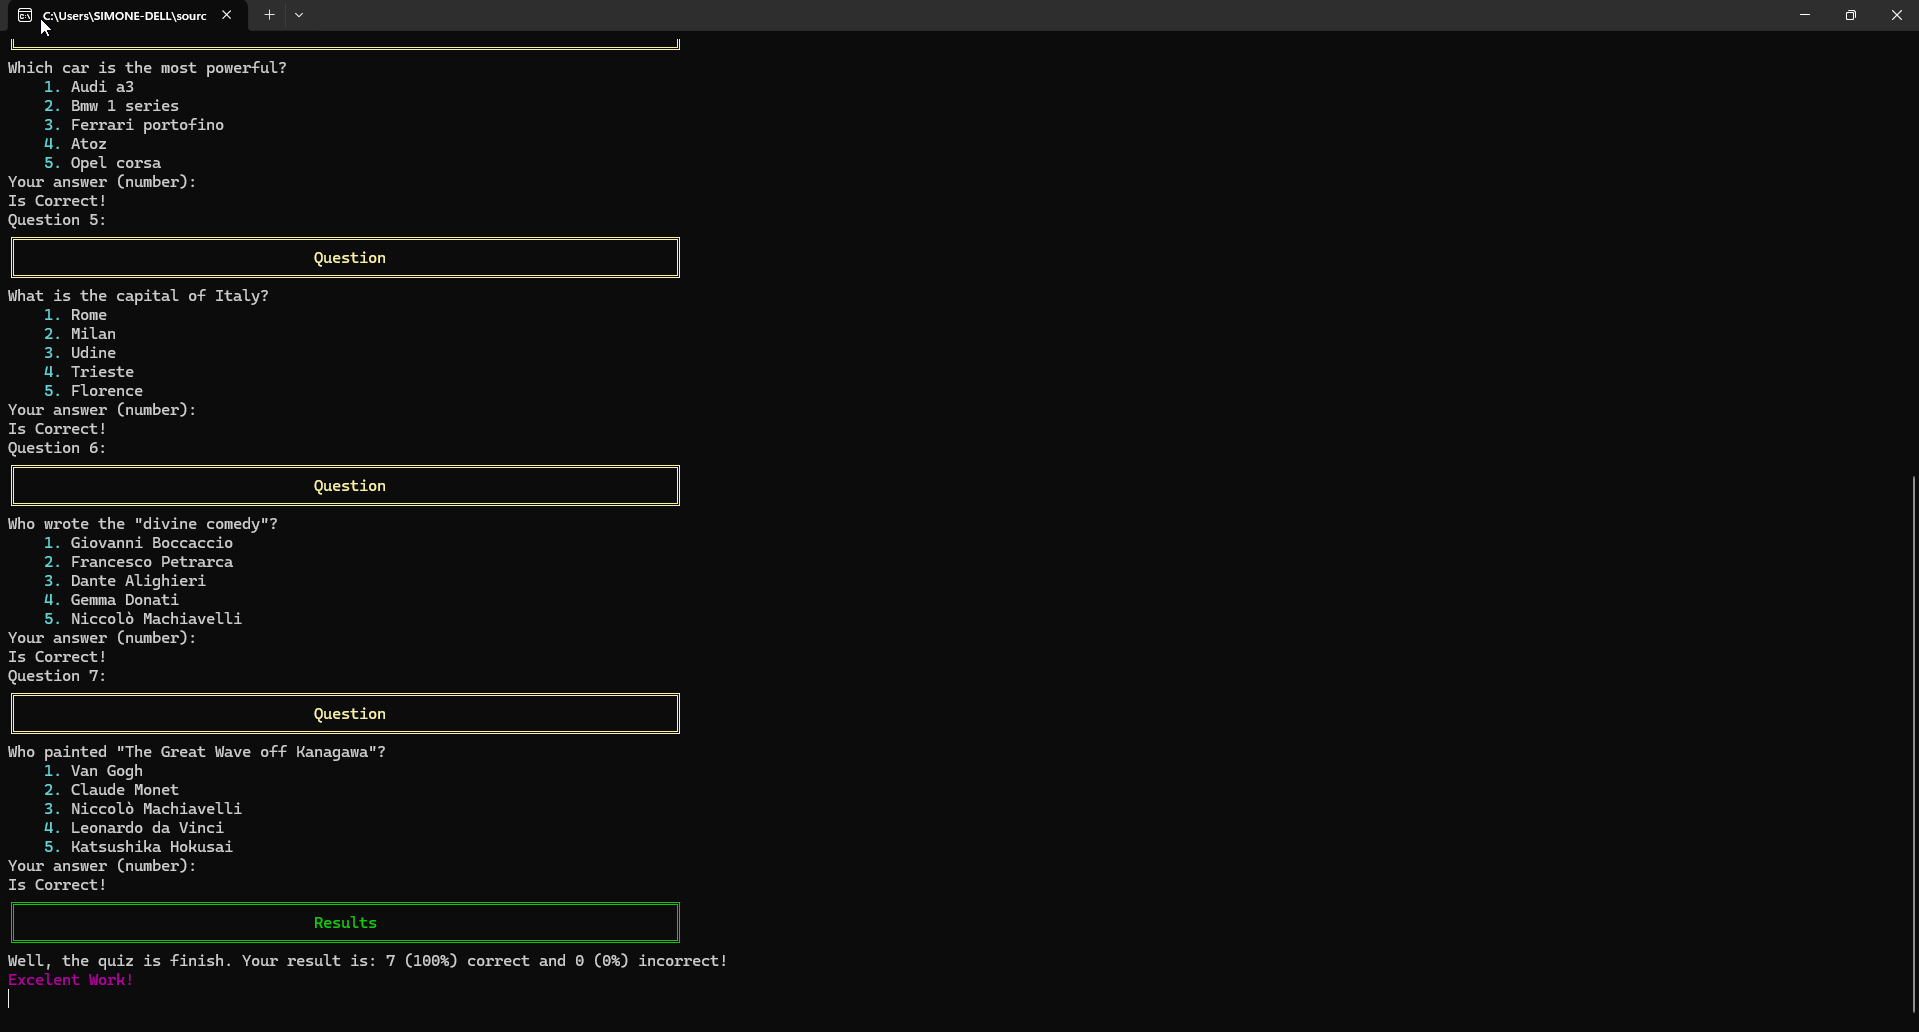 C:\Users\SIMONE-DELL\sourc
Which car is the most powerful?
1. Audi a3
2. Bmw 1 series
3. Ferrari portofino
4. Atoz
5. Opel corsa
Your answer (number):
Is Correct!
Question 5:
Question
What is the capital of Italy?
1. Rome
2. Milan
3. Udine
4. Trieste
5. Florence
Your answer (number):
Is Correct!
Question 6:
Question
Who wrote the "divine comedy"?
1. Giovanni Boccaccio
2. Francesco Petrarca
3. Dante Alighieri
4. Gemma Donati
5. Niccolò Machiavelli
Your answer (number):
Is Correct!
Question 7:
Question
Who painted "The Great Wave off Kanagawa"?
1. Van Gogh
2. Claude Monet
3. Niccolò Machiavelli
4. Leonardo da Vinci
5. Katsushika Hokusai
Your answer (number):
Is Correct!
Results
Well, the quiz is finish. Your result is: 7 (100%) correct and 0 (0%) incorrect!
Excelent Work!